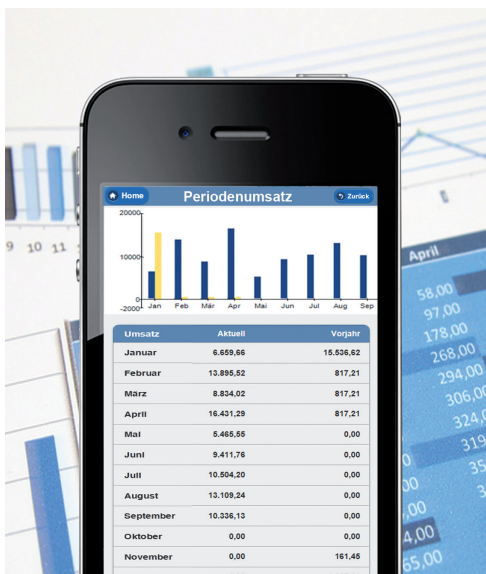 Home Periodenumsatz Zurück
20000
10000
0
-2000
Jan Feb Mär Apr Mai Jun Jul Aug Sep
Umsatz Aktuell Vorjahr
Januar 6.659,66 15.536,62
Februar 13.895,52 817,21
März 8.834,02 817,21
April 16.431,29 817,21
Mai 5.465,55 0,00
Juni 9.411,76 0,00
Juli 10.504,20 0,00
August 13.109,24 0,00
September 10.336,13 0,00
Oktober 0,00 0,00
November 0,00 161,45
9 10 11
April
58,00
97,00
178,00
268,00
294,00
306,00